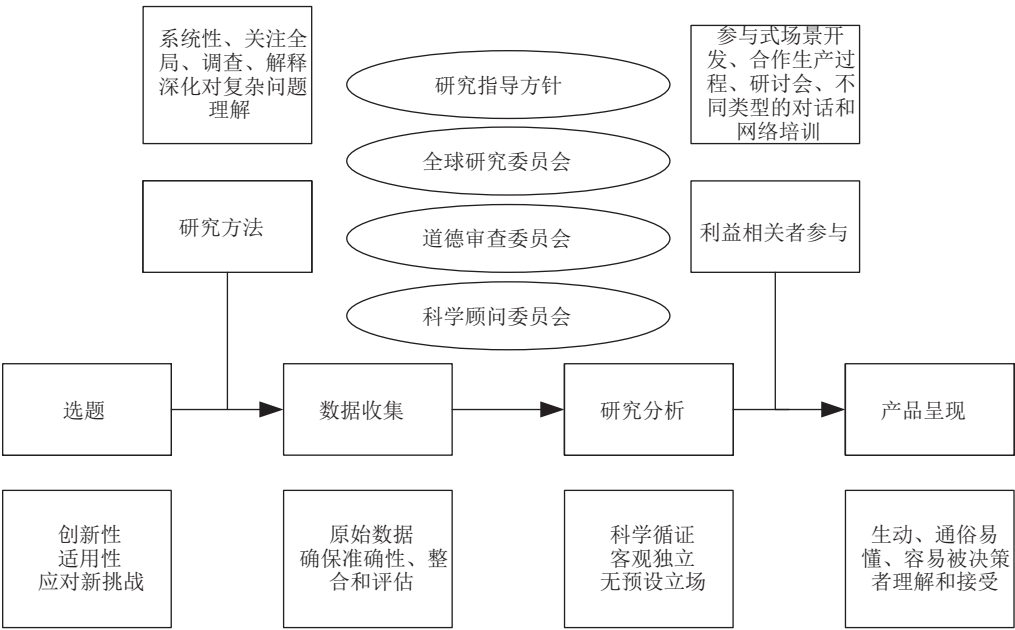 系统性、关注全
局、调查、解释
深化对复杂问题
理解
研究指导方针
参与式场景开
发、合作生产过
程、研讨会、不
同类型的对话和
网络培训
全球研究委员会
研究方法
道德审查委员会
利益相关者参与
科学顾问委员会
选题
数据收集
研究分析
产品呈现
创新性
适用性
应对新挑战
原始数据
确保准确性、整
合和评估
科学循证
客观独立
无预设立场
生动、通俗易
懂、容易被决策
者理解和接受